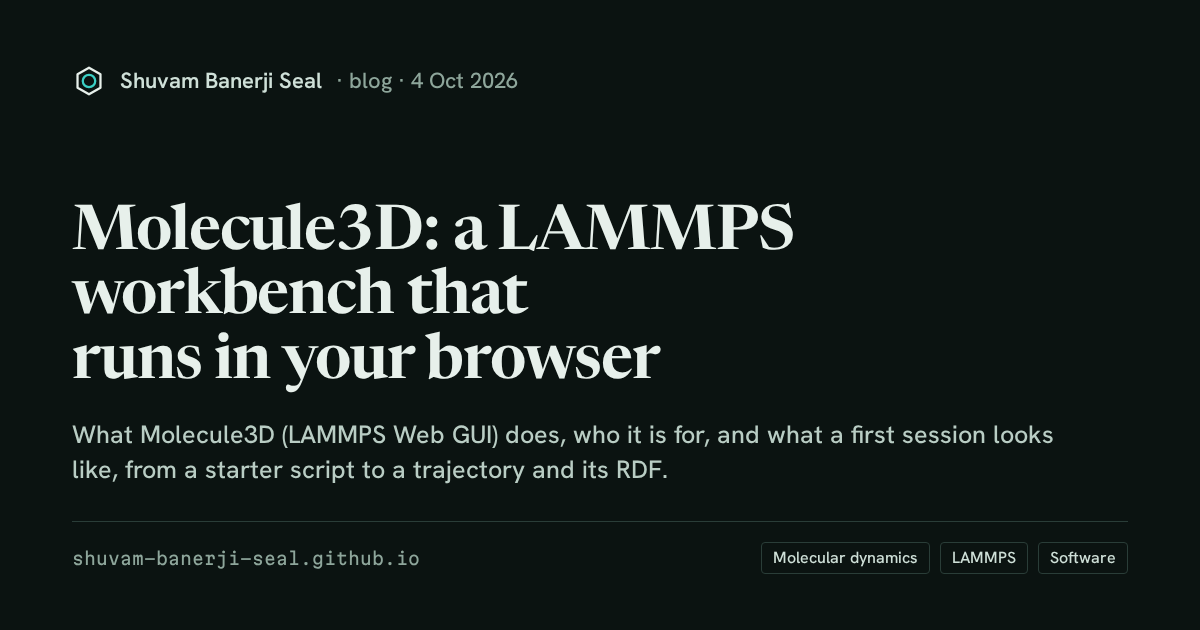 Shuvam Banerji Seal · blog · 4 Oct 2026
Molecule3D: a LAMMPS
workbench that
runs in your browser
What Molecule3D (LAMMPS Web GUI) does, who it is for, and what a first session looks
like, from a starter script to a trajectory and its RDF.
shuvam-banerji-seal.github.io
Molecular dynamics
LAMMPS
Software